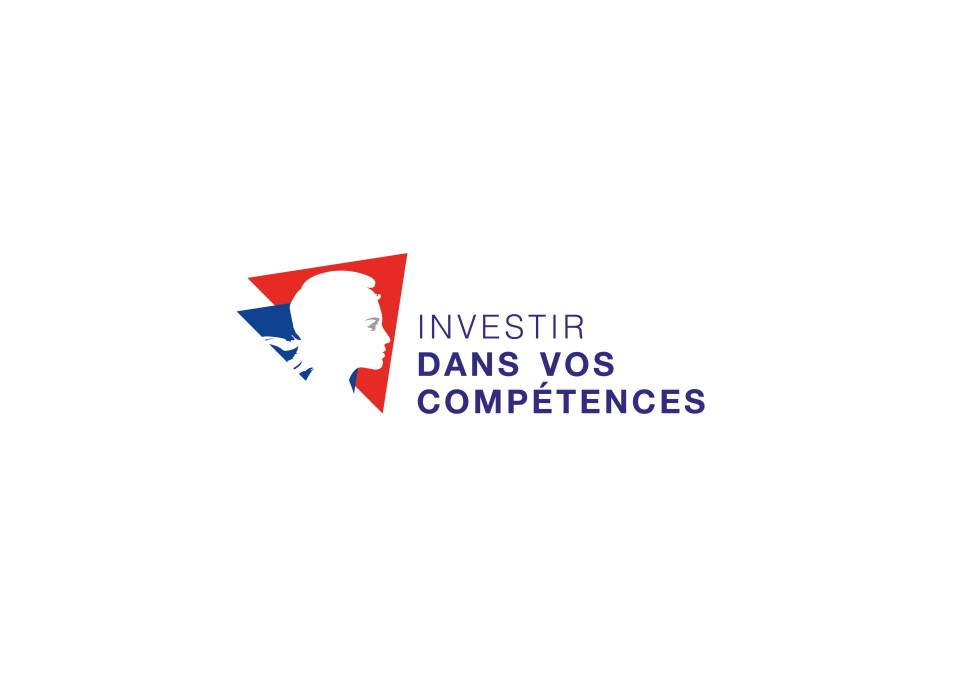 INVESTIR
DANS VOS
COMPÉTENCES